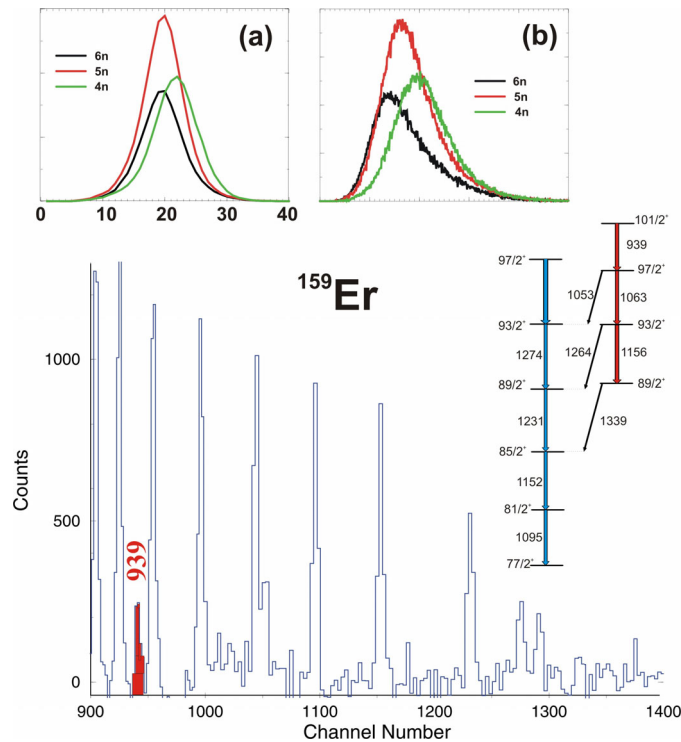 (a)
6n
5n
4n
0 10 20 30 40
(b)
6n
5n
4n
¹⁵⁹Er
101/2⁺
939
97/2⁺
97/2⁺
1053
1063
93/2⁺
93/2⁺
1274
1264
1156
89/2⁺
89/2⁺
1231
1339
85/2⁺
1152
81/2⁺
1095
77/2⁺
Counts
1000
500
0
939
900 1000 1100 1200 1300 1400
Channel Number